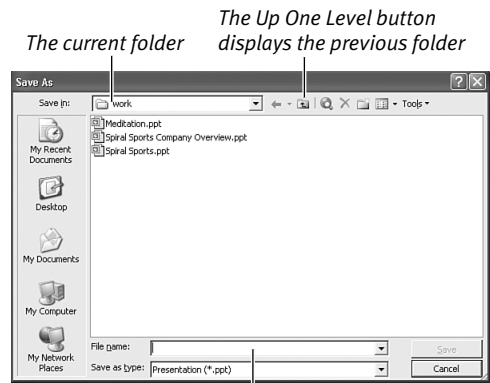 The current folder
The Up One Level button
displays the previous folder
Save As
Save in:
work
Tools
Meditation.ppt
Spiral Sports Company Overview.ppt
Spiral Sports.ppt
My Recent
Documents
Desktop
My Documents
My Computer
My Network
Places
File name:
Save
Save as type:
Presentation (*.ppt)
Cancel